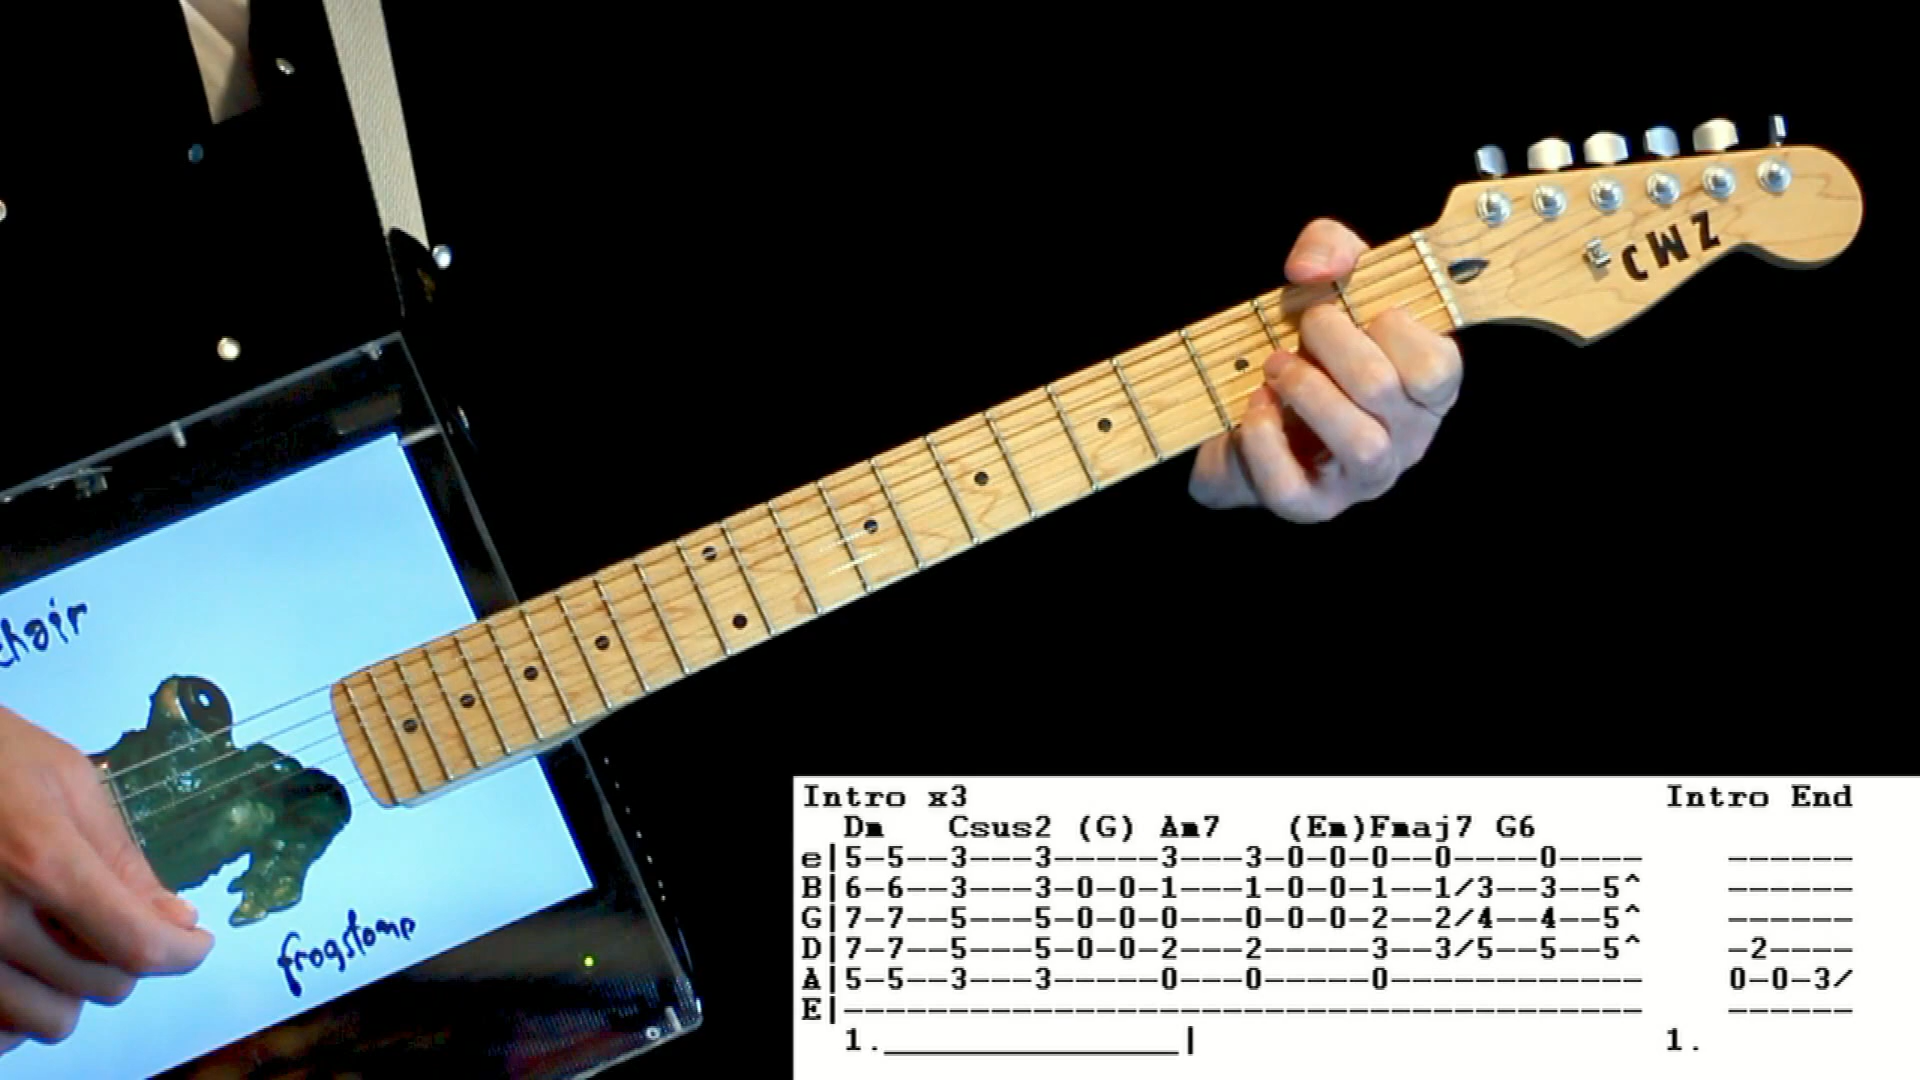 CWZ
chair
frogstomp
Intro x3 Intro End
Dm Csus2 (G) Am7 (Em)Fmaj7 G6
e|5-5--3---3-----3---3-0-0-0--0----0---- ------
B|6-6--3---3-0-0-1---1-0-0-1--1/3--3--5^ ------
G|7-7--5---5-0-0-0---0-0-0-2--2/4--4--5^ ------
D|7-7--5---5-0-0-2---2-----3--3/5--5--5^ -2----
A|5-5--3---3-----0---0-----0------------ 0-0-3/
E|-------------------------------------- ------
1.______________| 1.